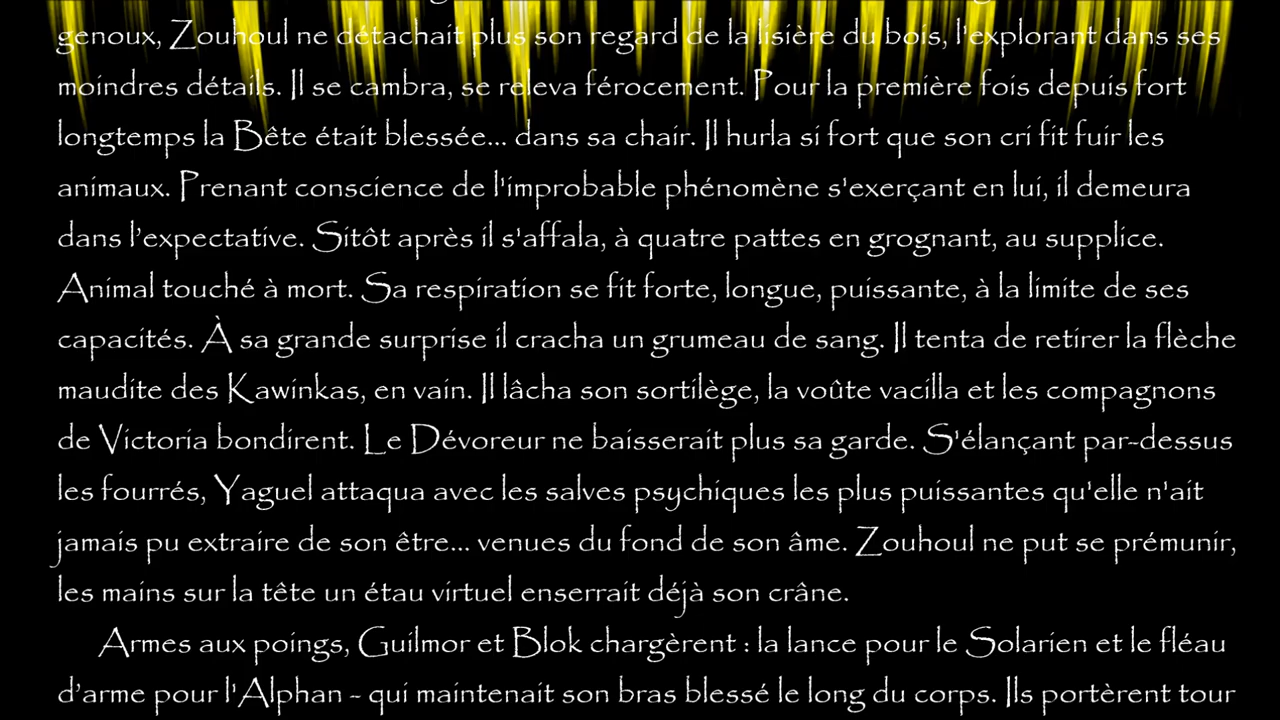 genoux, Zouhoul ne détachait plus son regard de la lisière du bois, l'explorant dans ses
moindres détails. Il se cambra, se releva férocement. Pour la première fois depuis fort
longtemps la Bête était blessée... dans sa chair. Il hurla si fort que son cri fit fuir les
animaux. Prenant conscience de l'improbable phénomène s'exerçant en lui, il demeura
dans l'expectative. Sitôt après il s'affala, à quatre pattes en grognant, au supplice.
Animal touché à mort. Sa respiration se fit forte, longue, puissante, à la limite de ses
capacités. À sa grande surprise il cracha un grumeau de sang. Il tenta de retirer la flèche
maudite des Kawinkas, en vain. Il lâcha son sortilège, la voûte vacilla et les compagnons
de Victoria bondirent. Le Dévoreur ne baisserait plus sa garde. S'élançant par-dessus
les fourrés, Yaguel attaqua avec les salves psychiques les plus puissantes qu'elle n'ait
jamais pu extraire de son être... venues du fond de son âme. Zouhoul ne put se prémunir,
les mains sur la tête un étau virtuel enserrait déjà son crâne.
Armes aux poings, Guilmor et Blok chargèrent : la lance pour le Solarien et le fléau
d'arme pour l'Alphan - qui maintenait son bras blessé le long du corps. Ils portèrent tour